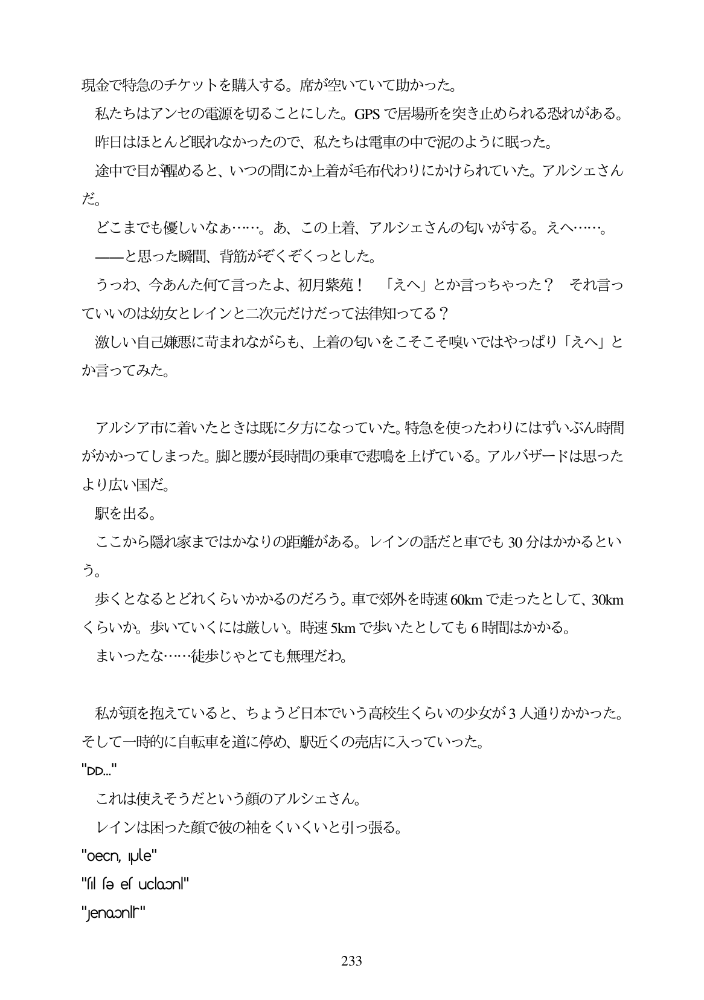 現金で特急のチケットを購入する。席が空いていて助かった。
私たちはアンセの電源を切ることにした。GPS で居場所を突き止められる恐れがある。
昨日はほとんど眠れなかったので、私たちは電車の中で泥のように眠った。
途中で目が醒めると、いつの間にか上着が毛布代わりにかけられていた。アルシェさん
だ。
どこまでも優しいなぁ……。あ、この上着、アルシェさんの匂いがする。えへ……。
――と思った瞬間、背筋がぞくぞくっとした。
うっわ、今あんた何て言ったよ、初月紫苑！　「えへ」とか言っちゃった？　それ言っ
ていいのは幼女とレインと二次元だけだって法律知ってる？
激しい自己嫌悪に苛まれながらも、上着の匂いをこそこそ嗅いではやっぱり「えへ」と
か言ってみた。
アルシア市に着いたときは既に夕方になっていた。特急を使ったわりにはずいぶん時間
がかかってしまった。脚と腰が長時間の乗車で悲鳴を上げている。アルバザードは思った
より広い国だ。
駅を出る。
ここから隠れ家まではかなりの距離がある。レインの話だと車でも 30 分はかかるとい
う。
歩くとなるとどれくらいかかるのだろう。車で郊外を時速 60km で走ったとして、30km
くらいか。歩いていくには厳しい。時速 5km で歩いたとしても 6 時間はかかる。
まいったな……徒歩じゃとても無理だわ。
私が頭を抱えていると、ちょうど日本でいう高校生くらいの少女が 3 人通りかかった。
そして一時的に自転車を道に停め、駅近くの売店に入っていった。
これは使えそうだという顔のアルシェさん。
レインは困った顔で彼の袖をくいくいと引っ張る。
233